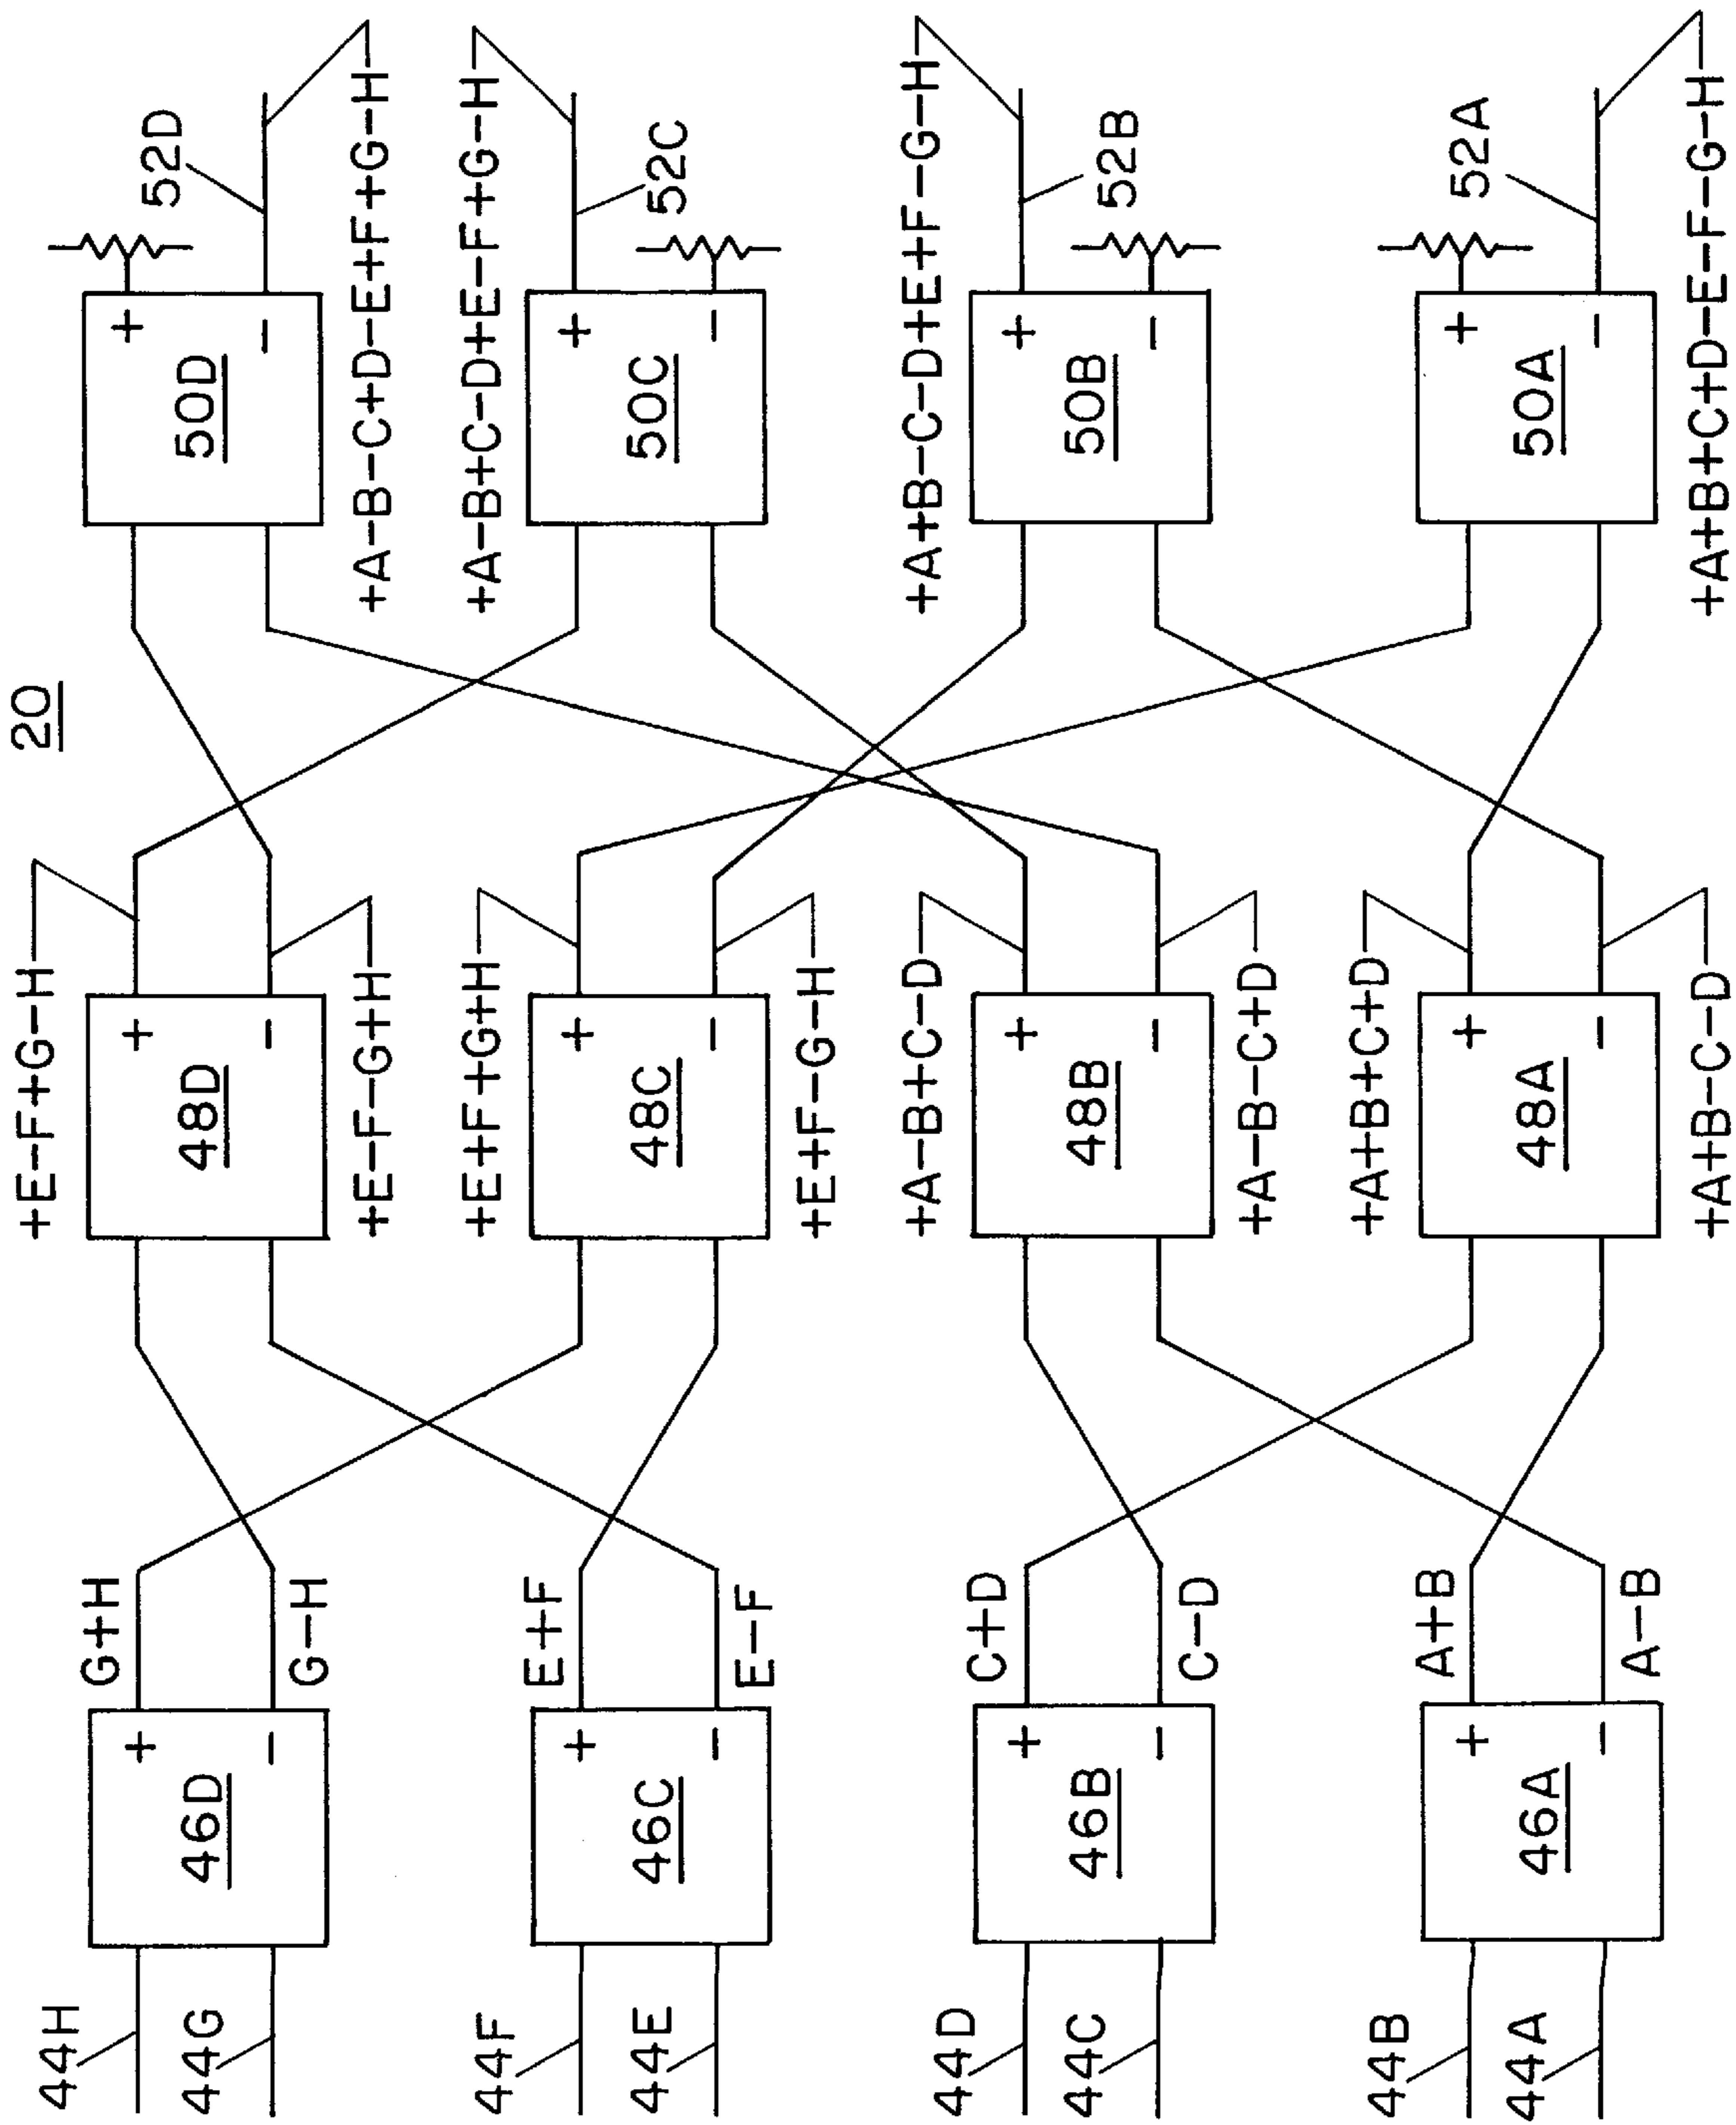 20
44H
44G
46D
+
−
G+H
G−H
44F
44E
46C
+
−
E+F
E−F
44D
44C
46B
+
−
C+D
C−D
44B
44A
46A
+
−
A+B
A−B
+E−F+G−H
48D
+
−
+E−F−G+H
+E+F+G+H
48C
+
−
+E+F−G−H
+A−B+C−D
48B
+
−
+A−B−C+D
+A+B+C+D
48A
+
−
+A+B−C−D
50D
+
−
52D
+A−B−C+D−E+F+G−H
+A−B+C−D+E−F+G−H
50C
+
−
52C
+A+B−C−D+E+F−G−H
50B
+
−
52B
50A
+
−
52A
+A+B+C+D−E−F−G−H